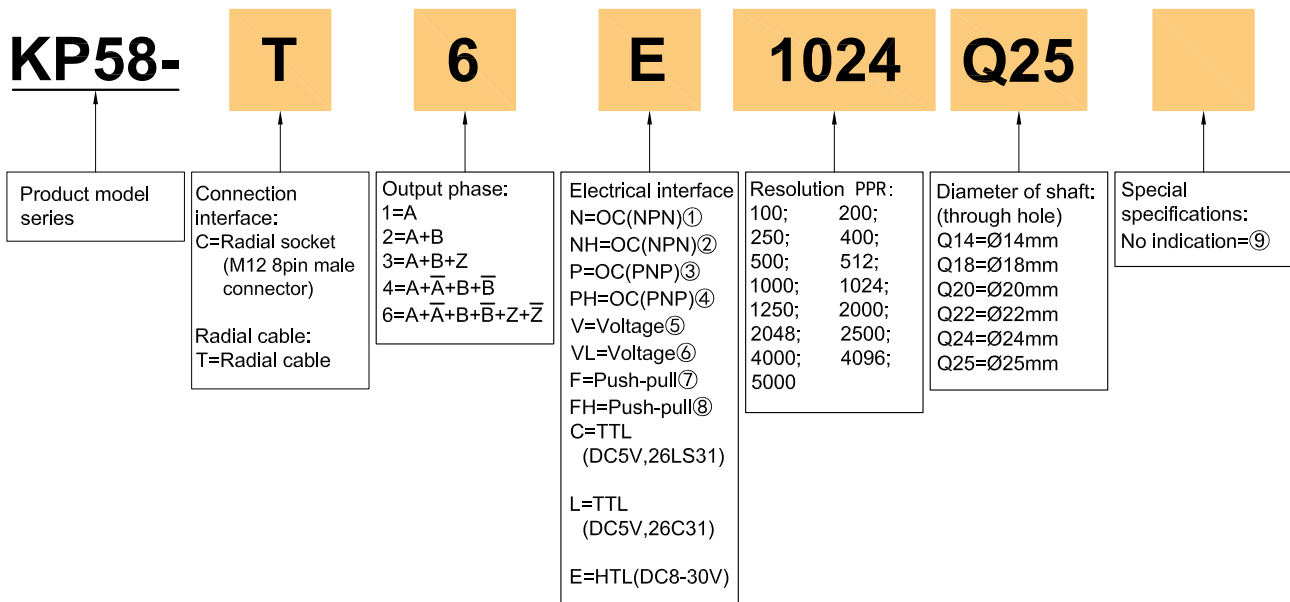 KP58- T 6 E 1024 Q25
Product model
series
Connection
interface:
C=Radial socket
(M12 8pin male
connector)
Radial cable:
T=Radial cable
Output phase:
1=A
2=A+B
3=A+B+Z
4=A+A̅+B+B̅
6=A+A̅+B+B̅+Z+Z̅
Electrical interface
N=OC(NPN)①
NH=OC(NPN)②
P=OC(PNP)③
PH=OC(PNP)④
V=Voltage⑤
VL=Voltage⑥
F=Push-pull⑦
FH=Push-pull⑧
C=TTL
(DC5V,26LS31)
L=TTL
(DC5V,26C31)
E=HTL(DC8-30V)
Resolution PPR:
100; 200;
250; 400;
500; 512;
1000; 1024;
1250; 2000;
2048; 2500;
4000; 4096;
5000
Diameter of shaft:
(through hole)
Q14=Ø14mm
Q18=Ø18mm
Q20=Ø20mm
Q22=Ø22mm
Q24=Ø24mm
Q25=Ø25mm
Special
specifications:
No indication=⑨